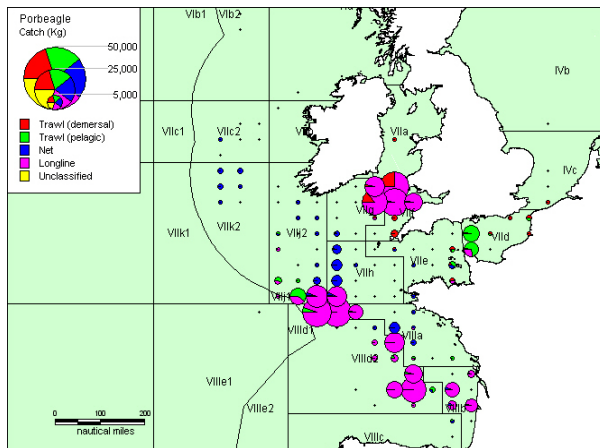 Porbeagle
Catch (Kg)
50,000
25,000
5,000
Trawl (demersal)
Trawl (pelagic)
Net
Longline
Unclassified
VIb1
VIb2
IVb
VIIc1
VIIc2
VIIa
IVc
VIIk1
VIIk2
VIIj2
VIIg
VIId
VIIe
VIIh
VIIj1
VIIId1
VIIIa
VIIId2
VIIIe1
VIIIe2
VIIIb
VIIIc
0
100
200
nautical miles